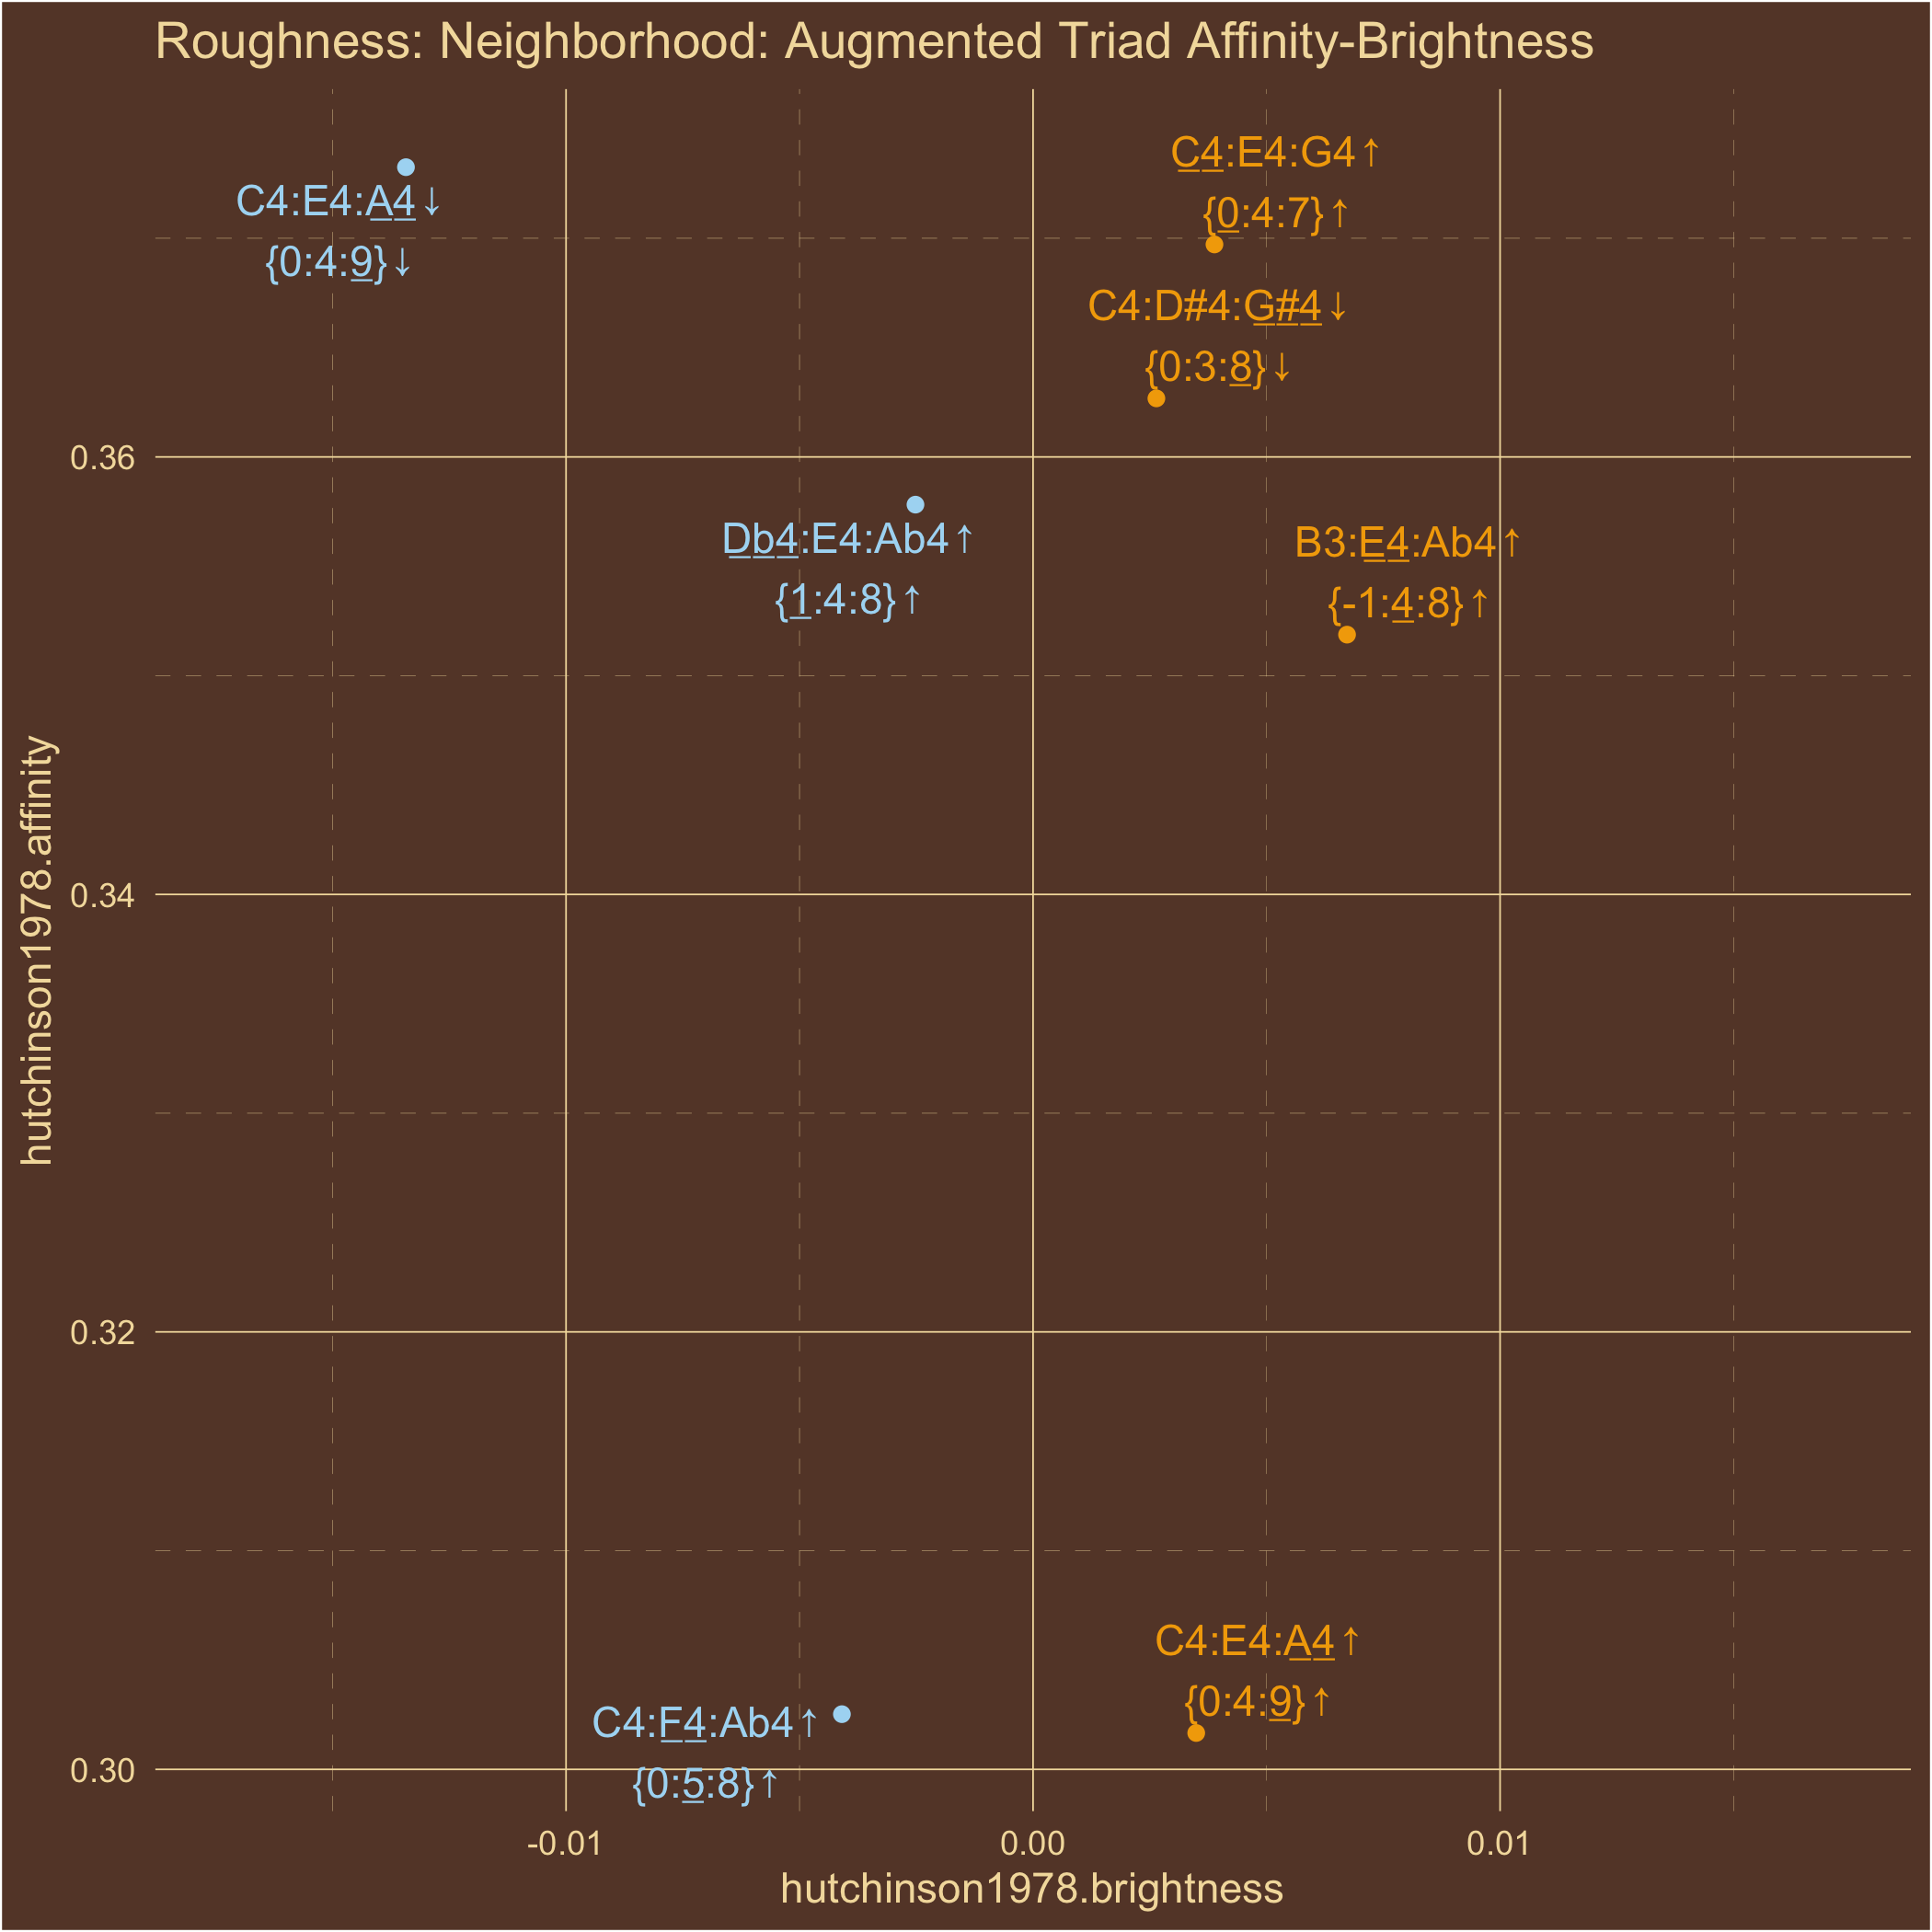 Roughness: Neighborhood: Augmented Triad Affinity-Brightness
C4:E4:G4↑
{0:4:7}↑
C4:E4:A4↓
{0:4:9}↓
C4:D#4:G#4↓
{0:3:8}↓
0.36
Db4:E4:Ab4↑
{1:4:8}↑
B3:E4:Ab4↑
{-1:4:8}↑
hutchinson1978.affinity
0.34
0.32
C4:E4:A4↑
{0:4:9}↑
C4:F4:Ab4↑
{0:5:8}↑
0.30
-0.01
0.00
0.01
hutchinson1978.brightness